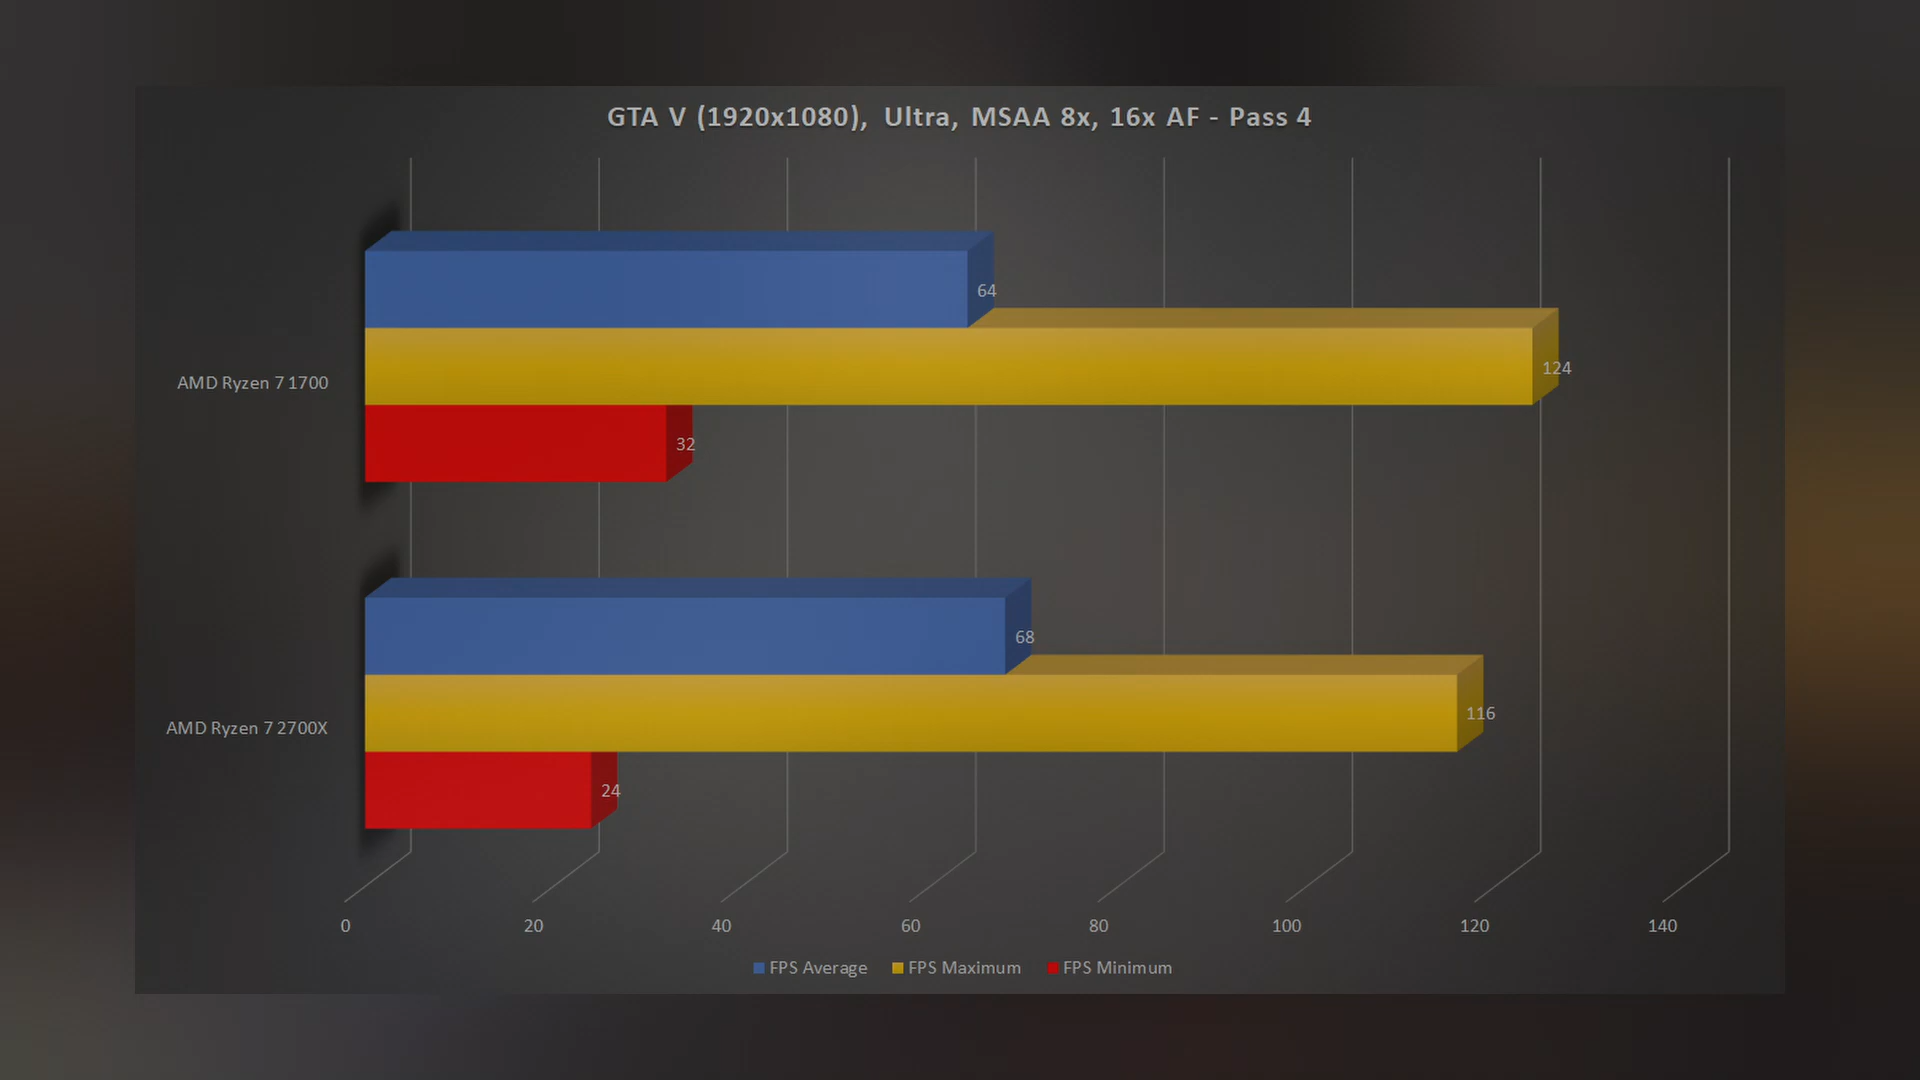 GTA V (1920x1080), Ultra, MSAA 8x, 16x AF - Pass 4
64
124
AMD Ryzen 7 1700
32
68
116
AMD Ryzen 7 2700X
24
0 20 40 60 80 100 120 140
FPS Average FPS Maximum FPS Minimum